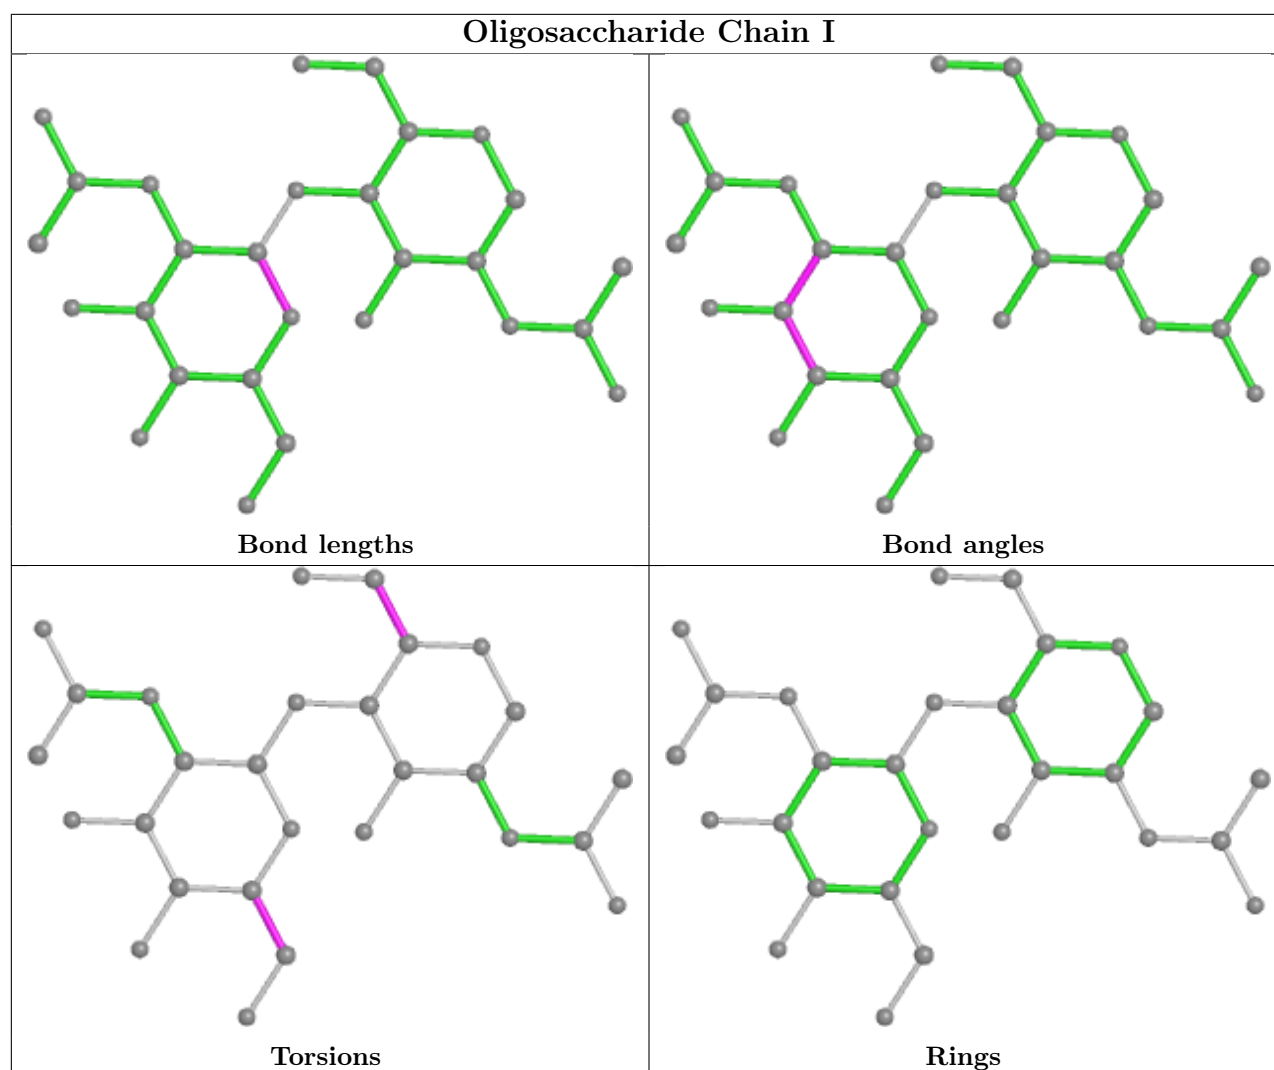 Oligosaccharide Chain I
Bond lengths
Bond angles
Torsions
Rings